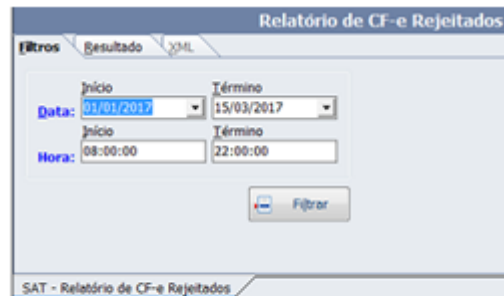 Relatório de CF-e Rejeitados
Filtros Resultado XML
Início Término
Data: 01/01/2017 15/03/2017
Início Término
Hora: 08:00:00 22:00:00
Filtrar
SAT - Relatório de CF-e Rejeitados